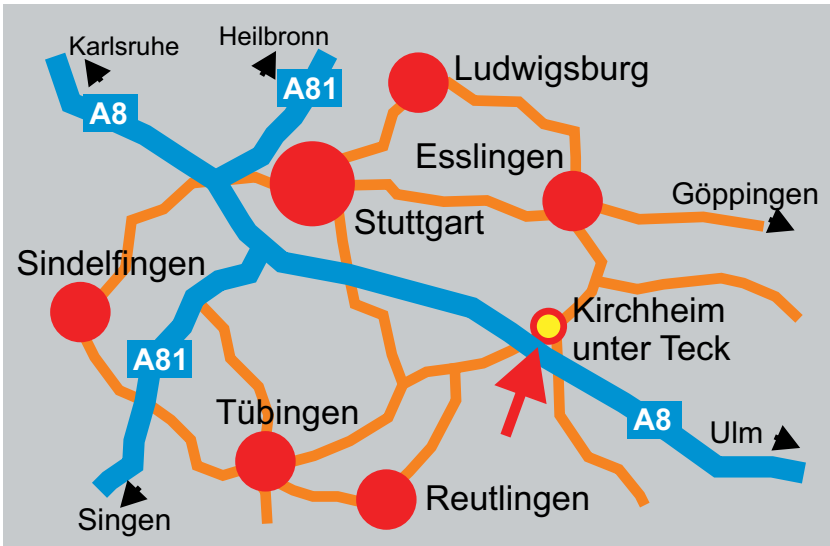 Karlsruhe
Heilbronn
A8
A81
Ludwigsburg
Esslingen
Göppingen
Stuttgart
Sindelfingen
Kirchheim
unter Teck
A81
Tübingen
A8
Ulm
Reutlingen
Singen